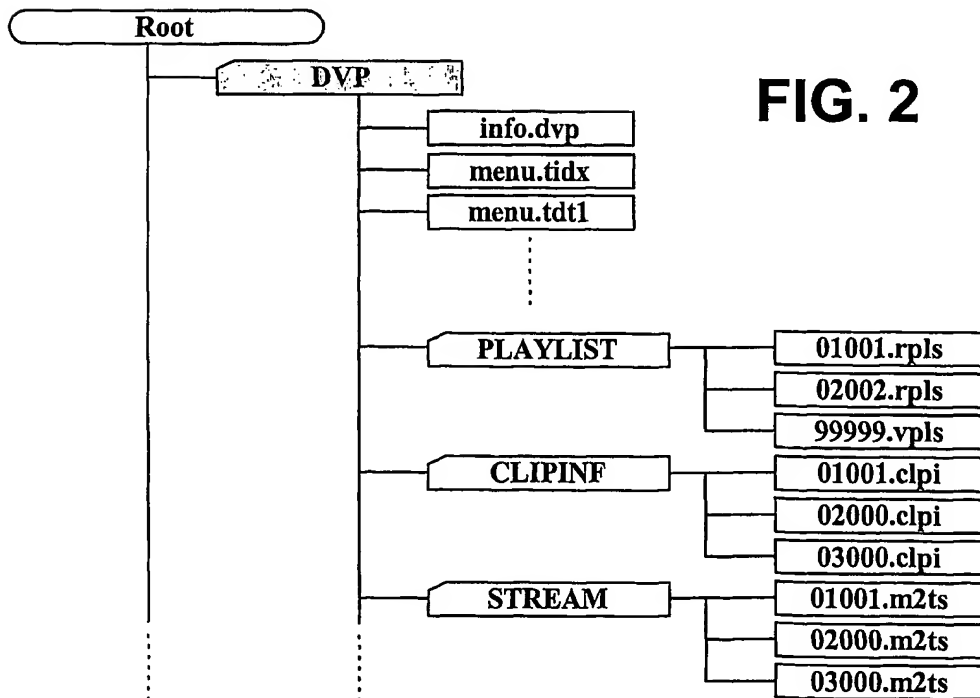 Root
DVP
FIG. 2
info.dvp
menu.tidx
menu.tdt1
PLAYLIST
01001.rpls
02002.rpls
99999.vpls
CLIPINF
01001.clpi
02000.clpi
03000.clpi
STREAM
01001.m2ts
02000.m2ts
03000.m2ts